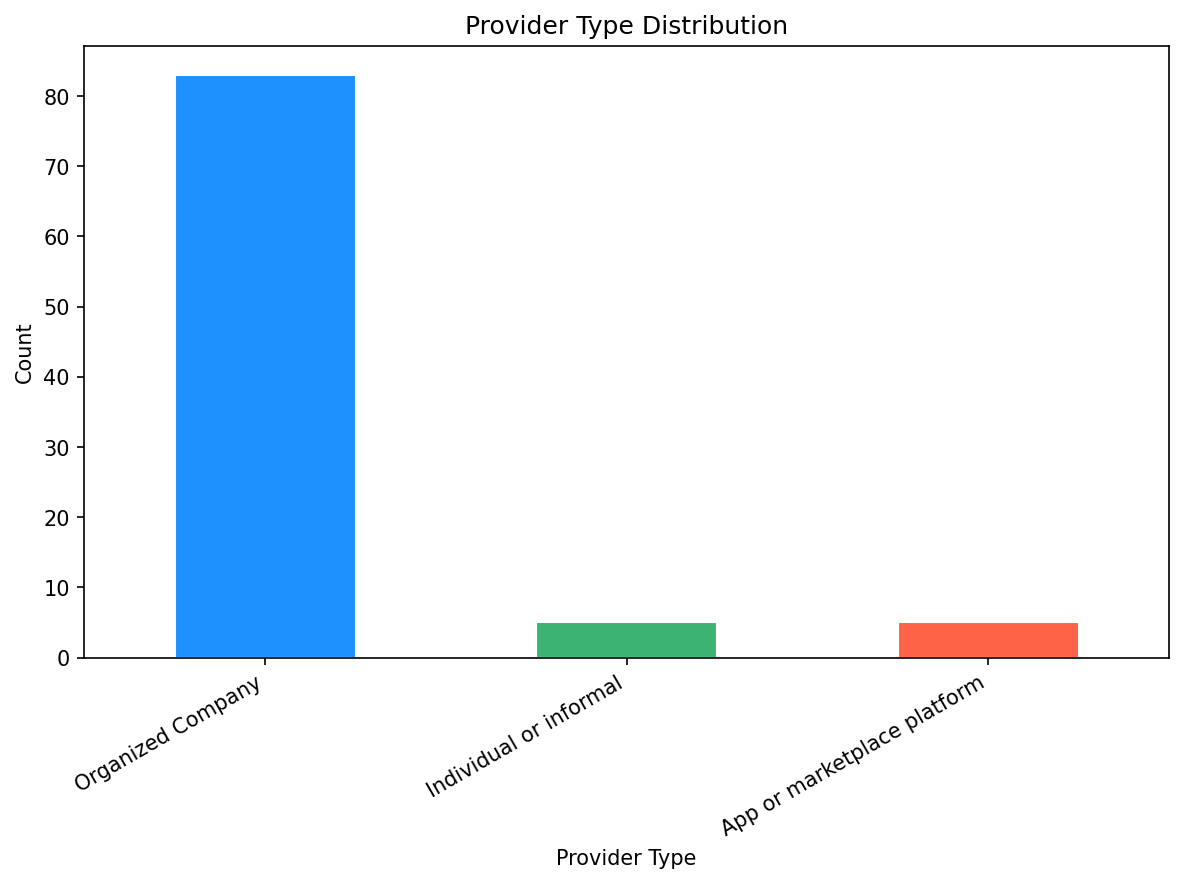 Provider Type Distribution
Count
80
70
60
50
40
30
20
10
0
Organized Company
Individual or informal
App or marketplace platform
Provider Type